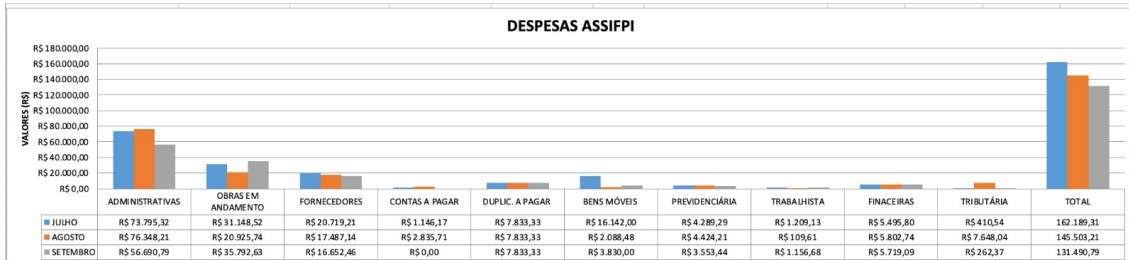 DESPESAS ASSIFPI
VALORES (R$)
R$ 180.000,00
R$ 160.000,00
R$ 140.000,00
R$ 120.000,00
R$ 100.000,00
R$ 80.000,00
R$ 60.000,00
R$ 40.000,00
R$ 20.000,00
R$ 0,00
ADMINISTRATIVAS OBRAS EM ANDAMENTO FORNECEDORES CONTAS A PAGAR DUPLIC. A PAGAR BENS MÓVEIS PREVIDENCIÁRIA TRABALHISTA FINACEIRAS TRIBUTÁRIA TOTAL
JULHO R$ 73.795,32 R$ 31.148,52 R$ 20.719,21 R$ 1.146,17 R$ 7.833,33 R$ 16.142,00 R$ 4.289,29 R$ 1.209,13 R$ 5.495,80 R$ 410,54 162.189,31
AGOSTO R$ 76.348,21 R$ 20.925,74 R$ 17.487,14 R$ 2.835,71 R$ 7.833,33 R$ 2.088,48 R$ 4.424,21 R$ 109,61 R$ 5.802,74 R$ 7.648,04 145.503,21
SETEMBRO R$ 56.690,79 R$ 35.792,63 R$ 16.652,46 R$ 0,00 R$ 7.833,33 R$ 3.830,00 R$ 3.553,44 R$ 1.156,68 R$ 5.719,09 R$ 262,37 131.490,79